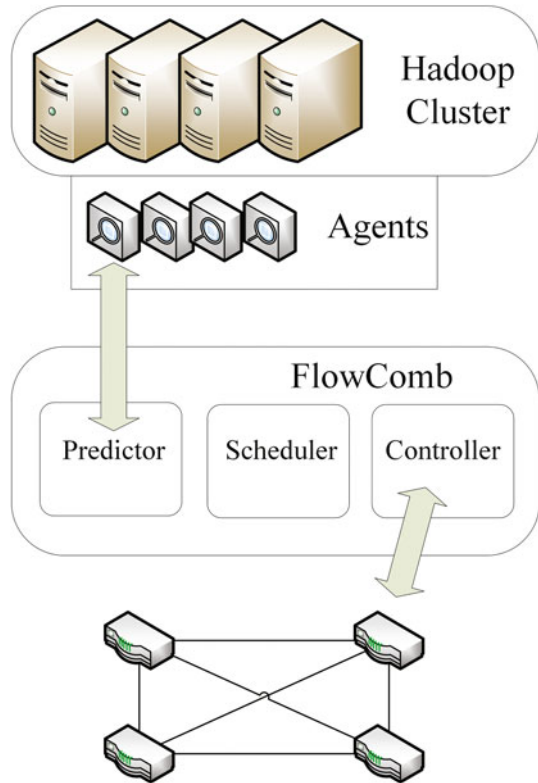 Hadoop
Cluster
Agents
FlowComb
Predictor
Scheduler
Controller